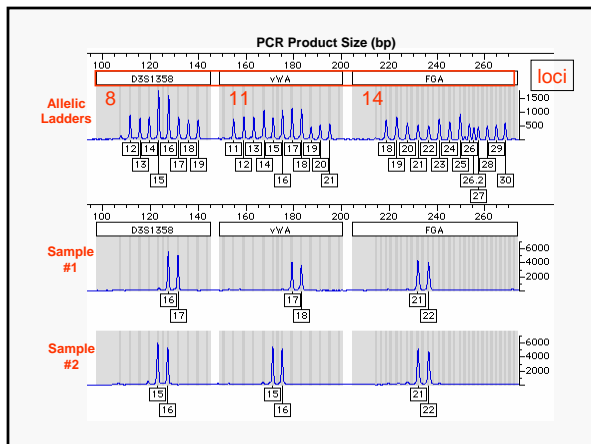 PCR Product Size (bp)
120 140 160 180 200 220 240 260
D3S1358 vWA FGA loci
8 11 14
Allelic Ladders
1500
1000
500
12 14 16 18 11 13 15 17 19 18 20 22 24 26 29
13 17 19 12 14 18 20 19 21 23 25 28
15 16 21 26.2 30
27
100 120 140 160 180 200 220 240 260
D3S1358 vWA FGA
Sample #1
6000
4000
2000
16 17 21
17 18 22
Sample #2
6000
4000
2000
15 15 21
16 16 22